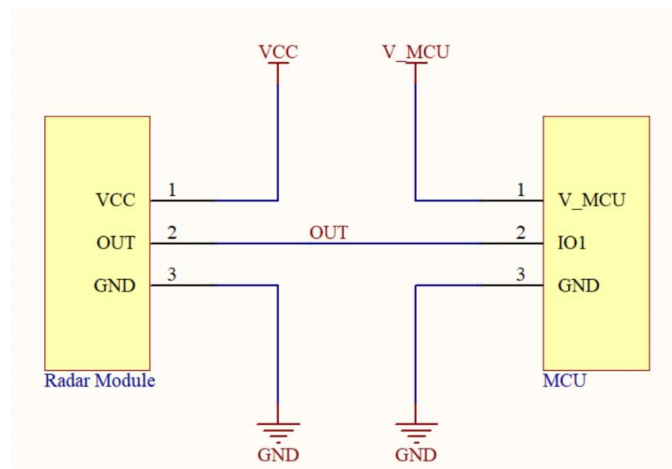 VCC V_MCU
VCC 1 1 V_MCU
OUT 2 OUT 2 IO1
GND 3 3 GND
Radar Module MCU
GND GND